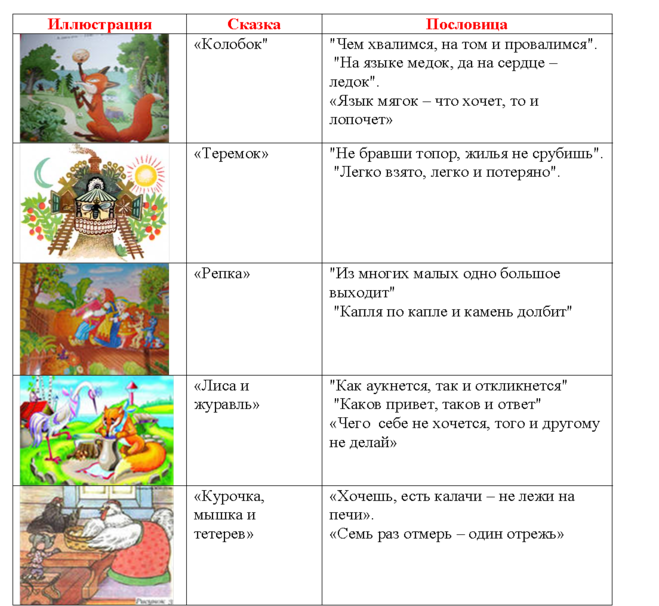 Иллюстрация Сказка Пословица
«Колобок"
"Чем хвалимся, на том и провалимся".
"На языке медок, да на сердце –
ледок".
«Язык мягок – что хочет, то и
лопочет»
«Теремок»
"Не бравши топор, жилья не срубишь".
"Легко взято, легко и потеряно".
«Репка»
"Из многих малых одно большое
выходит"
"Капля по капле и камень долбит"
«Лиса и
журавль»
"Как аукнется, так и откликнется"
"Каков привет, таков и ответ"
«Чего себе не хочется, того и другому
не делай»
«Курочка,
мышка и
тетерев»
«Хочешь, есть калачи – не лежи на
печи».
«Семь раз отмерь – один отрежь»